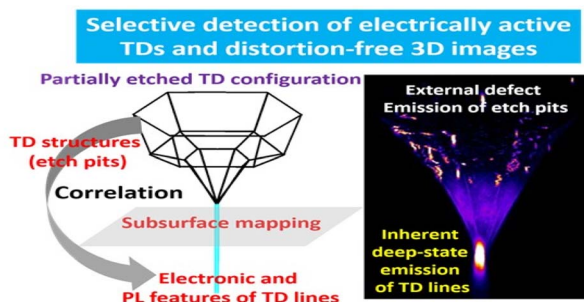 Selective detection of electrically active
TDs and distortion-free 3D images
Partially etched TD configuration
TD structures
(etch pits)
Correlation
Subsurface mapping
Electronic and
PL features of TD lines
External defect
Emission of etch pits
Inherent
deep-state
emission
of TD lines